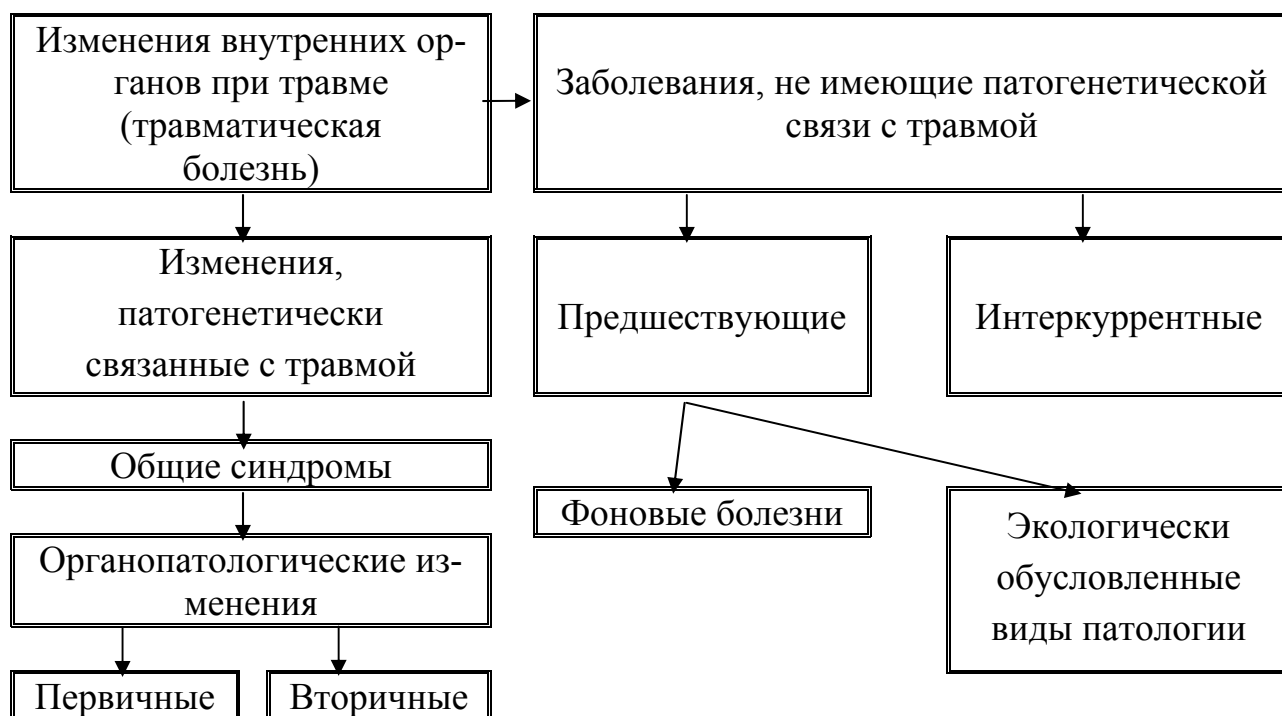 Изменения внутренних ор-
ганов при травме
(травматическая
болезнь)
Заболевания, не имеющие патогенетической
связи с травмой
Изменения,
патогенетически
связанные с травмой
Предшествующие
Интеркуррентные
Общие синдромы
Фоновые болезни
Экологически
обусловленные
виды патологии
Органопатологические из-
менения
Первичные
Вторичные